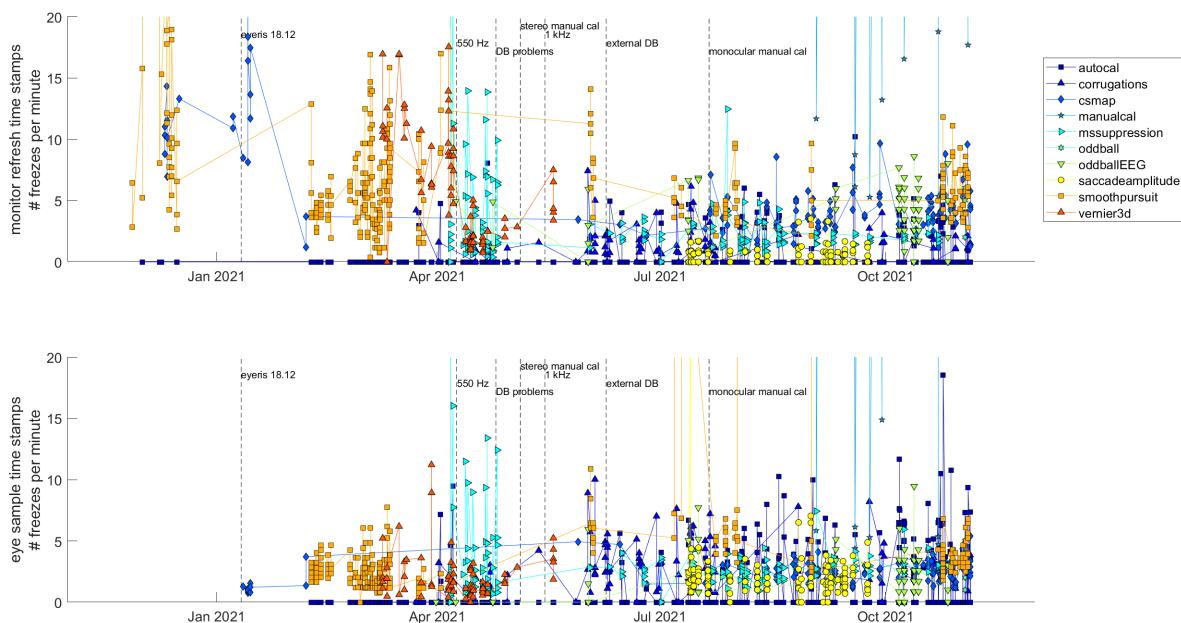 20
15
10
5
0
monitor refresh time stamps
# freezes per minute
eyeris 18.12
550 Hz
DB problems
stereo manual cal
1 kHz
external DB
monocular manual cal
Jan 2021
Apr 2021
Jul 2021
Oct 2021
autocal
corrugations
csmap
manualcal
mssuppression
oddball
oddballEEG
saccadeamplitude
smoothpursuit
vernier3d
20
15
10
5
0
eye sample time stamps
# freezes per minute
eyeris 18.12
550 Hz
DB problems
stereo manual cal
1 kHz
external DB
monocular manual cal
Jan 2021
Apr 2021
Jul 2021
Oct 2021